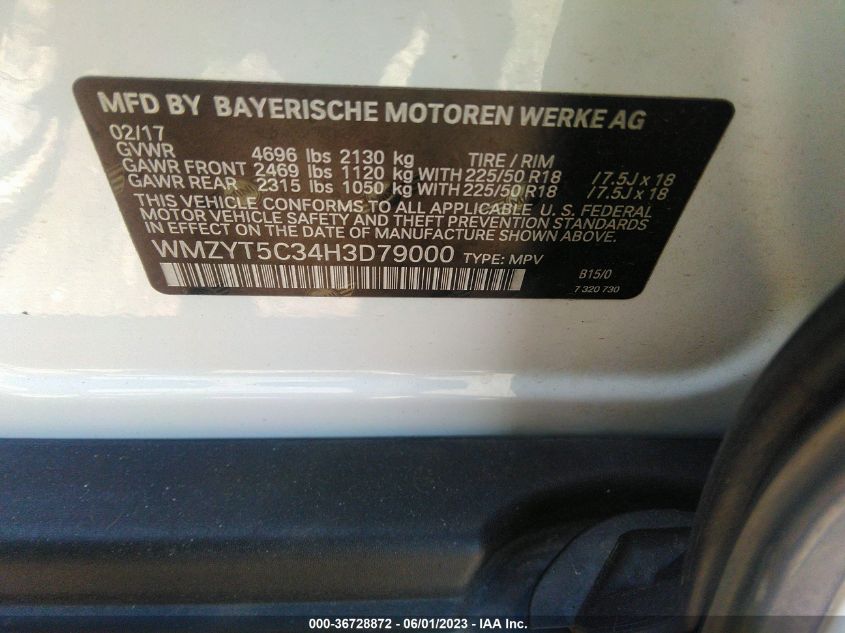 MFD BY BAYERISCHE MOTOREN WERKE AG
02/17
GVWR 4696 lbs 2130 kg TIRE / RIM
GAWR FRONT 2469 lbs 1120 kg WITH 225/50 R18 / 7.5J x 18
GAWR REAR 2315 lbs 1050 kg WITH 225/50 R18 / 7.5J x 18
THIS VEHICLE CONFORMS TO ALL APPLICABLE U. S. FEDERAL
MOTOR VEHICLE SAFETY AND THEFT PREVENTION STANDARDS
IN EFFECT ON THE DATE OF MANUFACTURE SHOWN ABOVE.
WMZYT5C34H3D79000 TYPE: MPV
B15/0
7 320 730
000-36728872 / 06/01/2023 - IAA Inc.